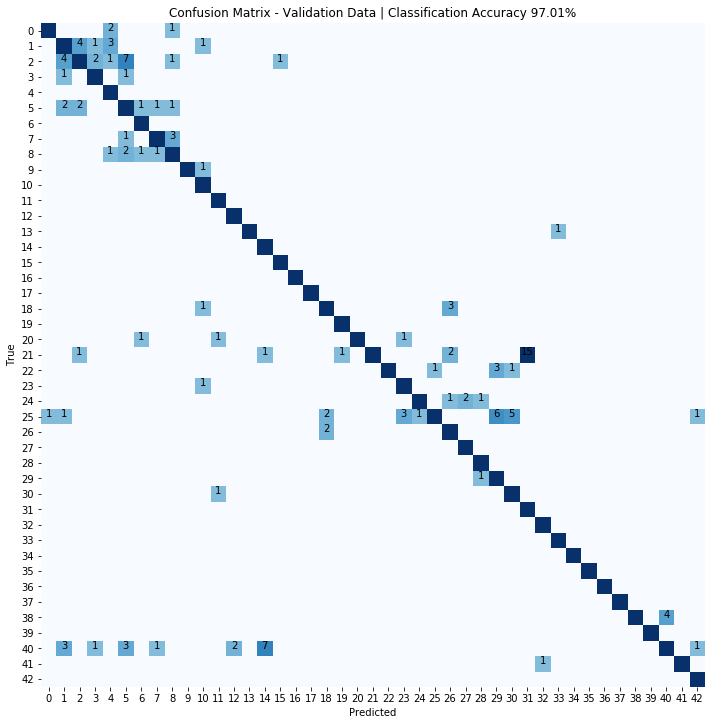 Confusion Matrix - Validation Data | Classification Accuracy 97.01%
0 2 1
1 4 1 3 1
2 4 2 1 7 1 1
3 1 1
4
5 2 2 1 1 1
6
7 1 3
8 1 2 1 1
9 1
10
11
12
13 1
14
15
16
17
18 1 3
19
20 1 1 1
21 1 1 1 2 15
22 1 3 1
23 1
24 1 2 1
25 1 1 2 3 1 6 5 1
26 2
27
28
29 1
30 1
31
32
33
34
35
36
37
38 4
39
40 3 1 3 1 2 7 1
41 1
42
True
0 1 2 3 4 5 6 7 8 9 10 11 12 13 14 15 16 17 18 19 20 21 22 23 24 25 26 27 28 29 30 31 32 33 34 35 36 37 38 39 40 41 42
Predicted